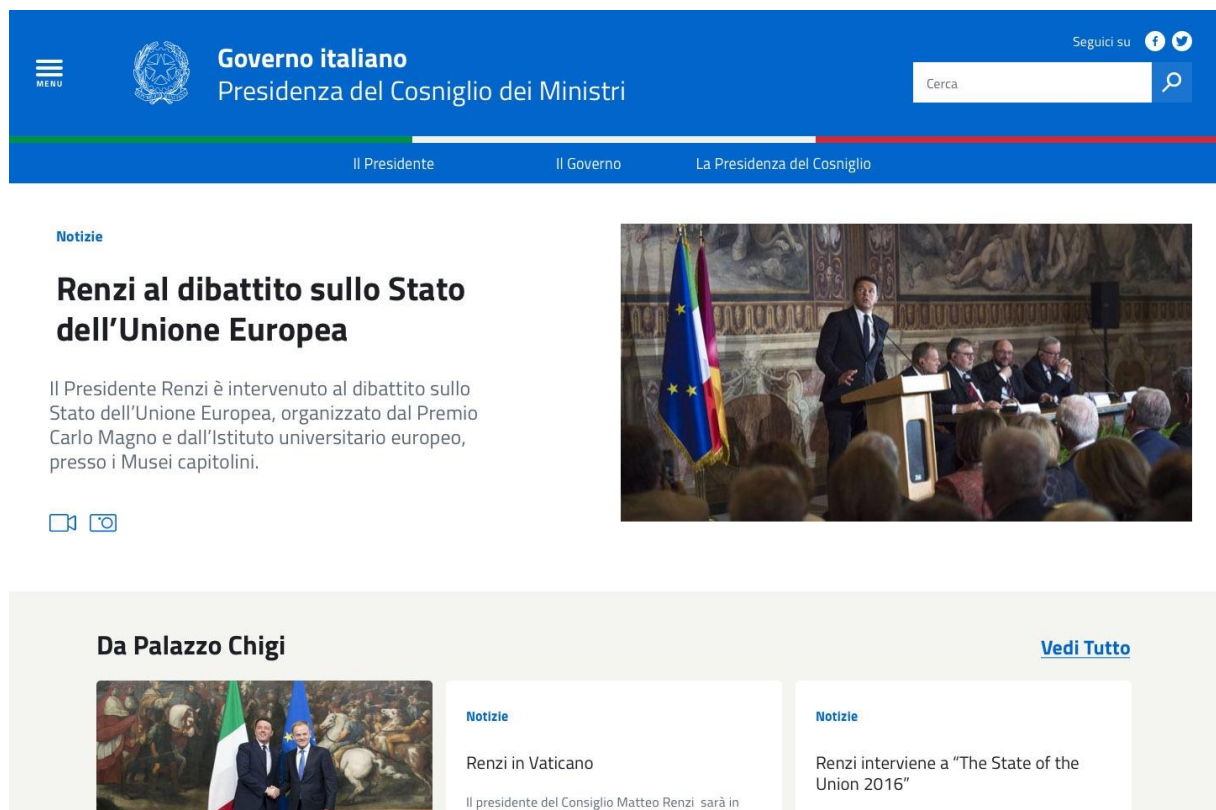 Seguici su
MENU
Governo italiano
Presidenza del Cosniglio dei Ministri
Cerca
Il Presidente
Il Governo
La Presidenza del Cosniglio
Notizie
Renzi al dibattito sullo Stato
dell’Unione Europea
Il Presidente Renzi è intervenuto al dibattito sullo
Stato dell’Unione Europea, organizzato dal Premio
Carlo Magno e dall’Istituto universitario europeo,
presso i Musei capitolini.
Da Palazzo Chigi
Vedi Tutto
Notizie
Renzi in Vaticano
Il presidente del Consiglio Matteo Renzi sarà in
Notizie
Renzi interviene a “The State of the
Union 2016”